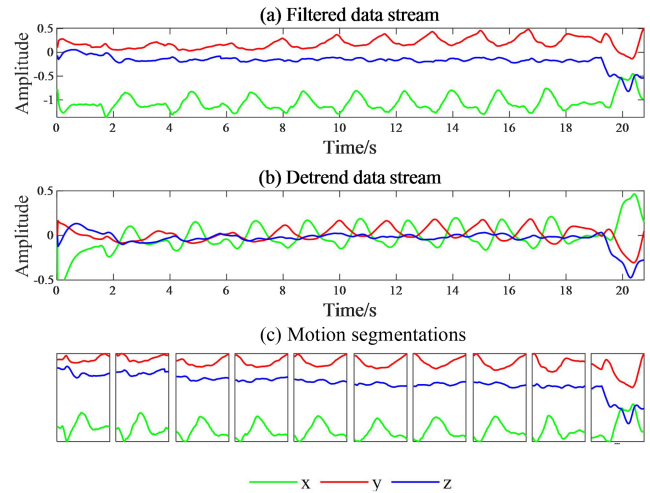 (a) Filtered data stream
Amplitude
0.5
0
-0.5
-1
0 2 4 6 8 10 12 14 16 18 20
Time/s
(b) Detrend data stream
Amplitude
0.5
0
-0.5
0 2 4 6 8 10 12 14 16 18 20
Time/s
(c) Motion segmentations
x y z